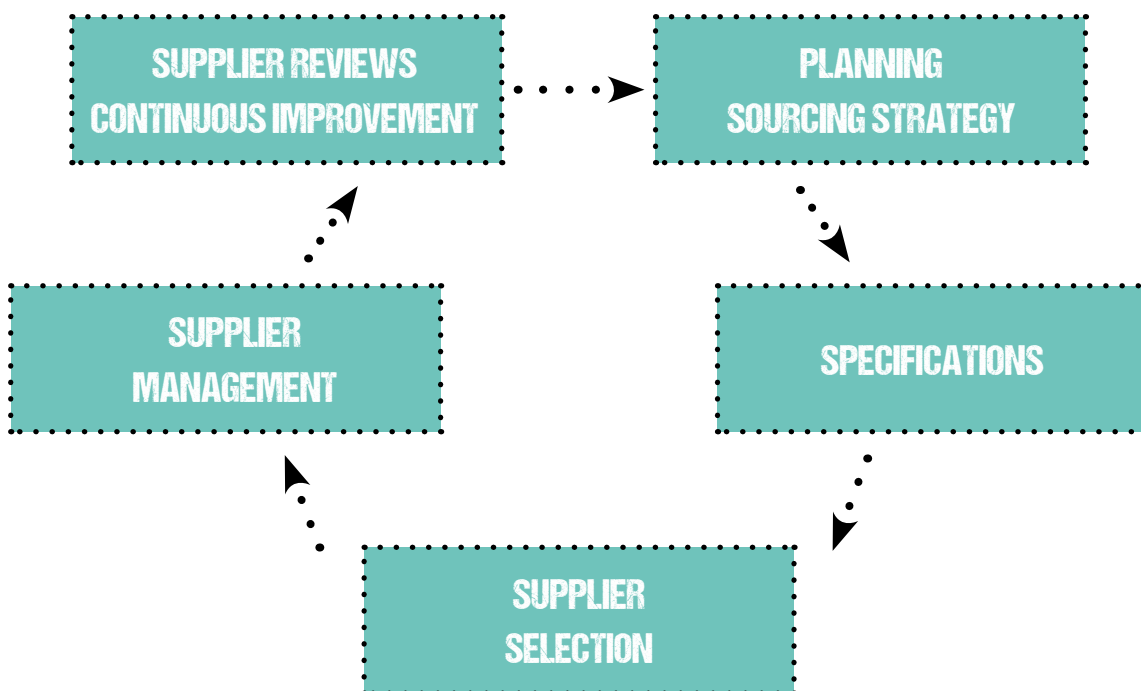 SUPPLIER REVIEWS
CONTINUOUS IMPROVEMENT
PLANNING
SOURCING STRATEGY
SUPPLIER
MANAGEMENT
SPECIFICATIONS
SUPPLIER
SELECTION